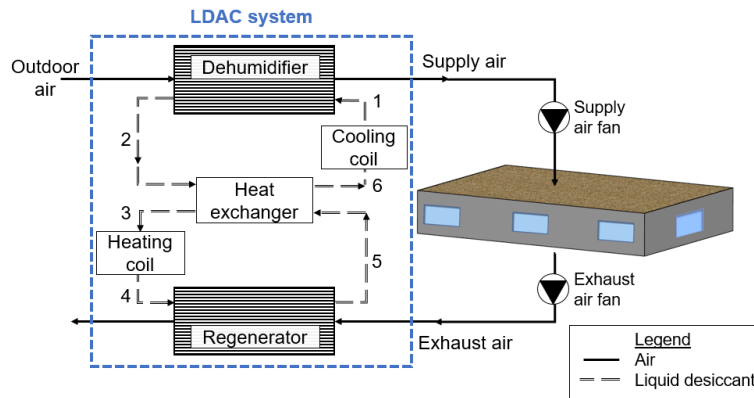 LDAC system
Outdoor
air
Dehumidifier
Supply air
Supply
air fan
1
2
Cooling
coil
6
Heat
exchanger
3
Heating
coil
5
4
Regenerator
Exhaust air
Exhaust
air fan
Legend
Air
Liquid desiccant